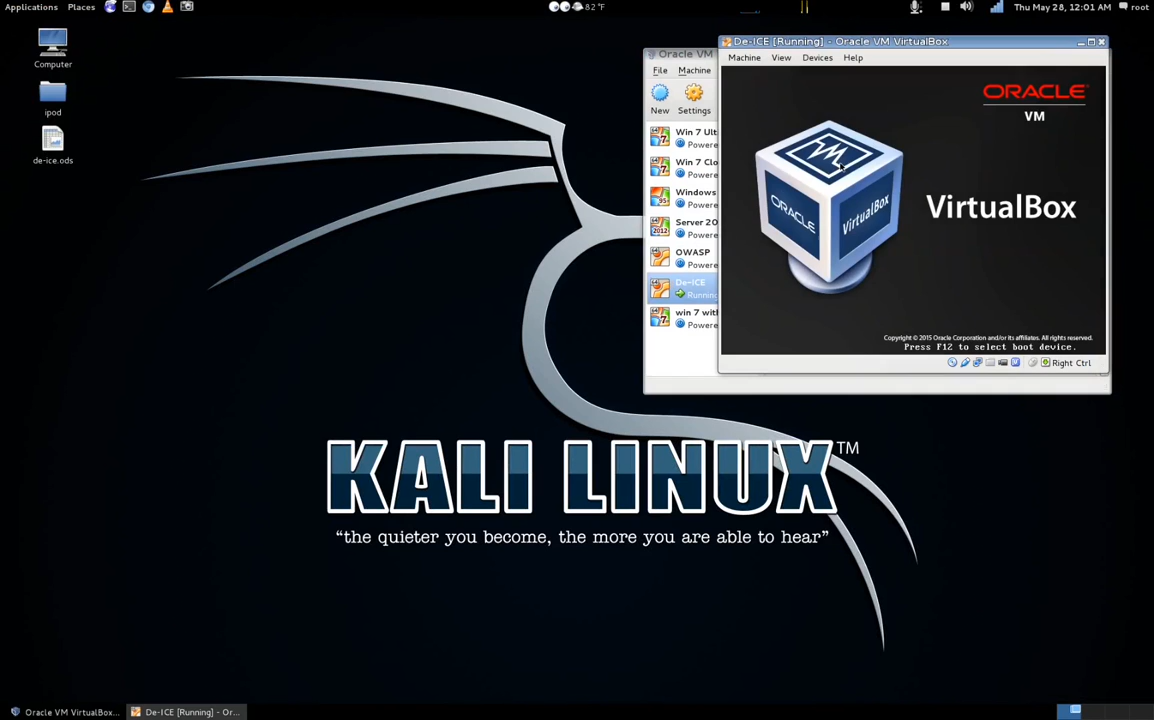 Applications Places
82 °F
Thu May 28, 12:01 AM root
Computer
ipod
de-ice.ods
Oracle VM
File Machine
New Settings
Win 7 Ult
Powere
Win 7 Clo
Powere
Windows
Powere
Server 20
Powere
OWASP
Powere
De-ICE
Running
win 7 with
Powere
De-ICE [Running] - Oracle VM VirtualBox
Machine View Devices Help
ORACLE
VM
ORACLE
VirtualBox
VirtualBox
Copyright © 2015 Oracle Corporation and/or its affiliates. All rights reserved.
Press F12 to select boot device.
Right Ctrl
KALI LINUX™
“the quieter you become, the more you are able to hear”
Oracle VM VirtualBox...
De-ICE [Running] - Or...